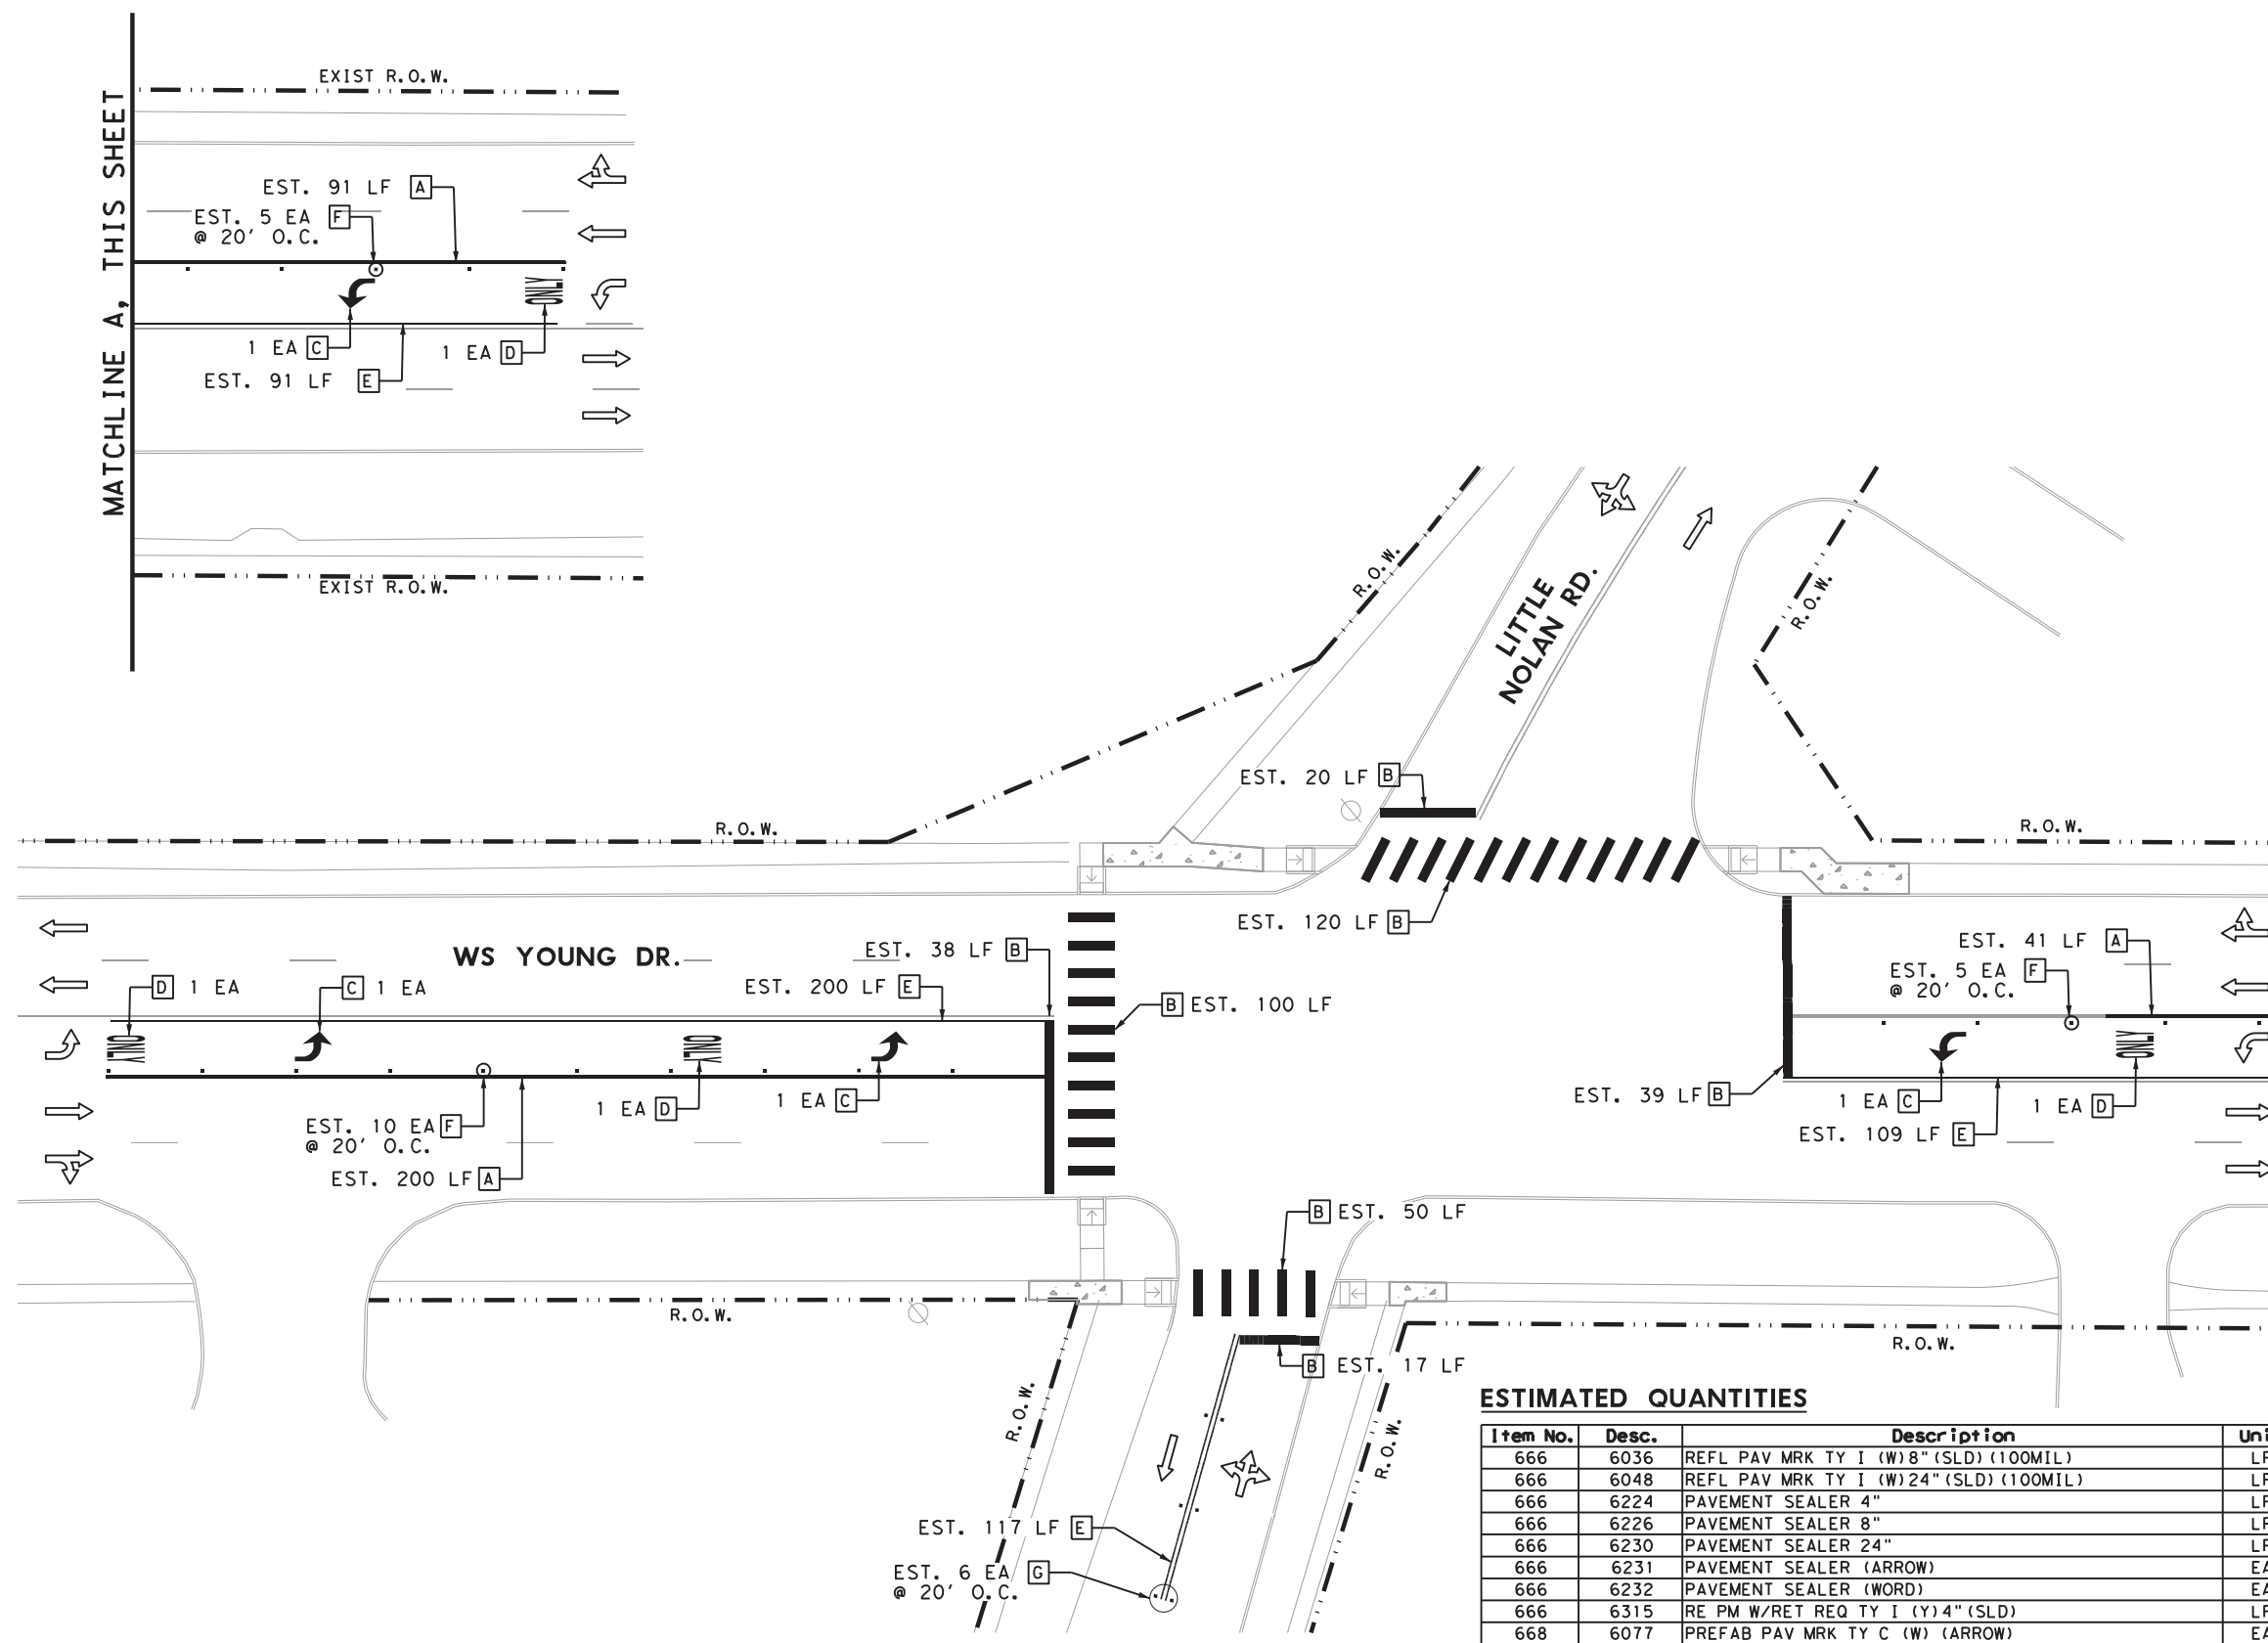 MATCHLINE A, THIS SHEET
EXIST R.O.W.
EST. 91 LF A
EST. 5 EA F
@ 20' O.C.
ONLY
1 EA C
1 EA D
EST. 91 LF E
EXIST R.O.W.
R.O.W.
LITTLE
NOLAN RD.
R.O.W.
EST. 20 LF B
R.O.W.
R.O.W.
EST. 120 LF B
WS YOUNG DR.
EST. 38 LF B
EST. 41 LF A
D 1 EA
C 1 EA
EST. 200 LF E
EST. 5 EA F
@ 20' O.C.
B EST. 100 LF
ONLY
ONLY
ONLY
EST. 39 LF B
1 EA D
1 EA C
1 EA C
1 EA D
EST. 10 EA F
@ 20' O.C.
EST. 109 LF E
EST. 200 LF A
B EST. 50 LF
R.O.W.
R.O.W.
B EST. 17 LF
R.O.W.
R.O.W.
EST. 117 LF E
EST. 6 EA G
@ 20' O.C.
ESTIMATED QUANTITIES
Item No. Desc. Description
666 6036 REFL PAV MRK TY I (W)8"(SLD)(100MIL)
666 6048 REFL PAV MRK TY I (W)24"(SLD)(100MIL)
666 6224 PAVEMENT SEALER 4"
666 6226 PAVEMENT SEALER 8"
666 6230 PAVEMENT SEALER 24"
666 6231 PAVEMENT SEALER (ARROW)
666 6232 PAVEMENT SEALER (WORD)
666 6315 RE PM W/RET REQ TY I (Y)4"(SLD)
668 6077 PREFAB PAV MRK TY C (W) (ARROW)